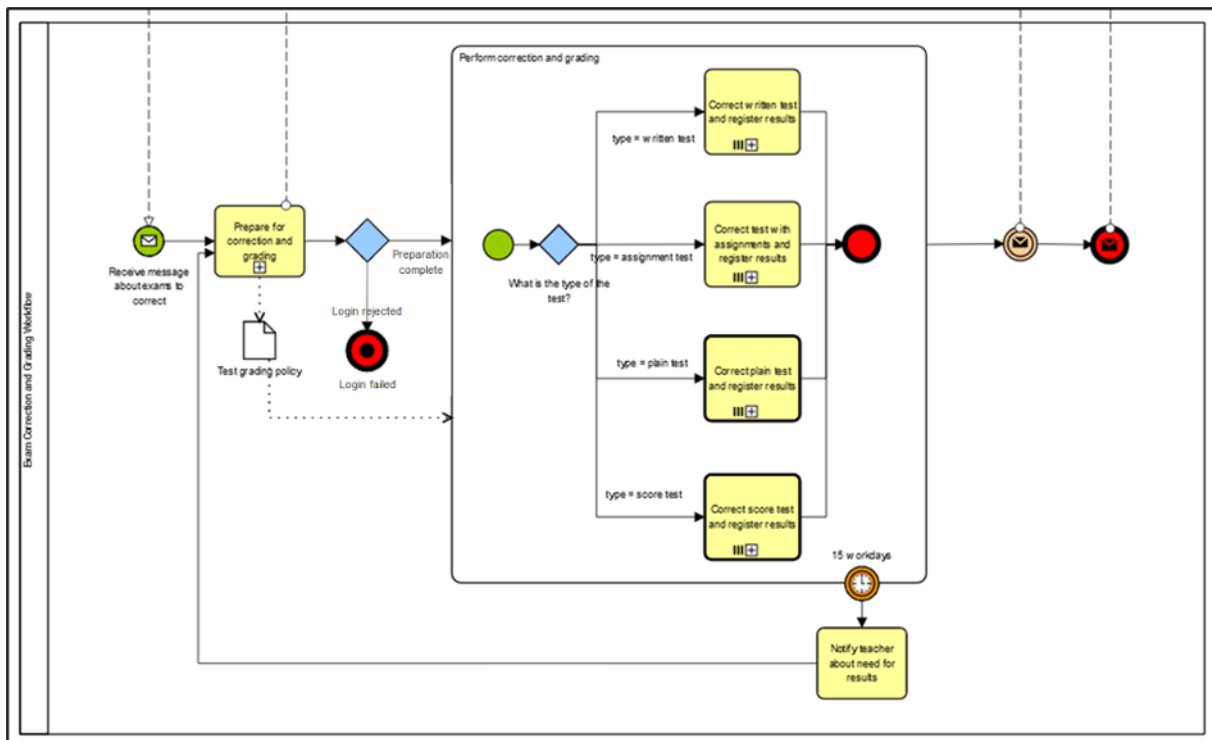 Exam Correction and Grading Workflow
Receive message
about exams to
correct
Prepare for
correction and
grading
Test grading policy
Preparation
complete
Login rejected
Login failed
Perform correction and grading
What is the type of the
test?
type = written test
Correct written test
and register results
type = assignment test
Correct test with
assignments and
register results
type = plain test
Correct plain test
and register results
type = score test
Correct score test
and register results
15 workdays
Notify teacher
about need for
results